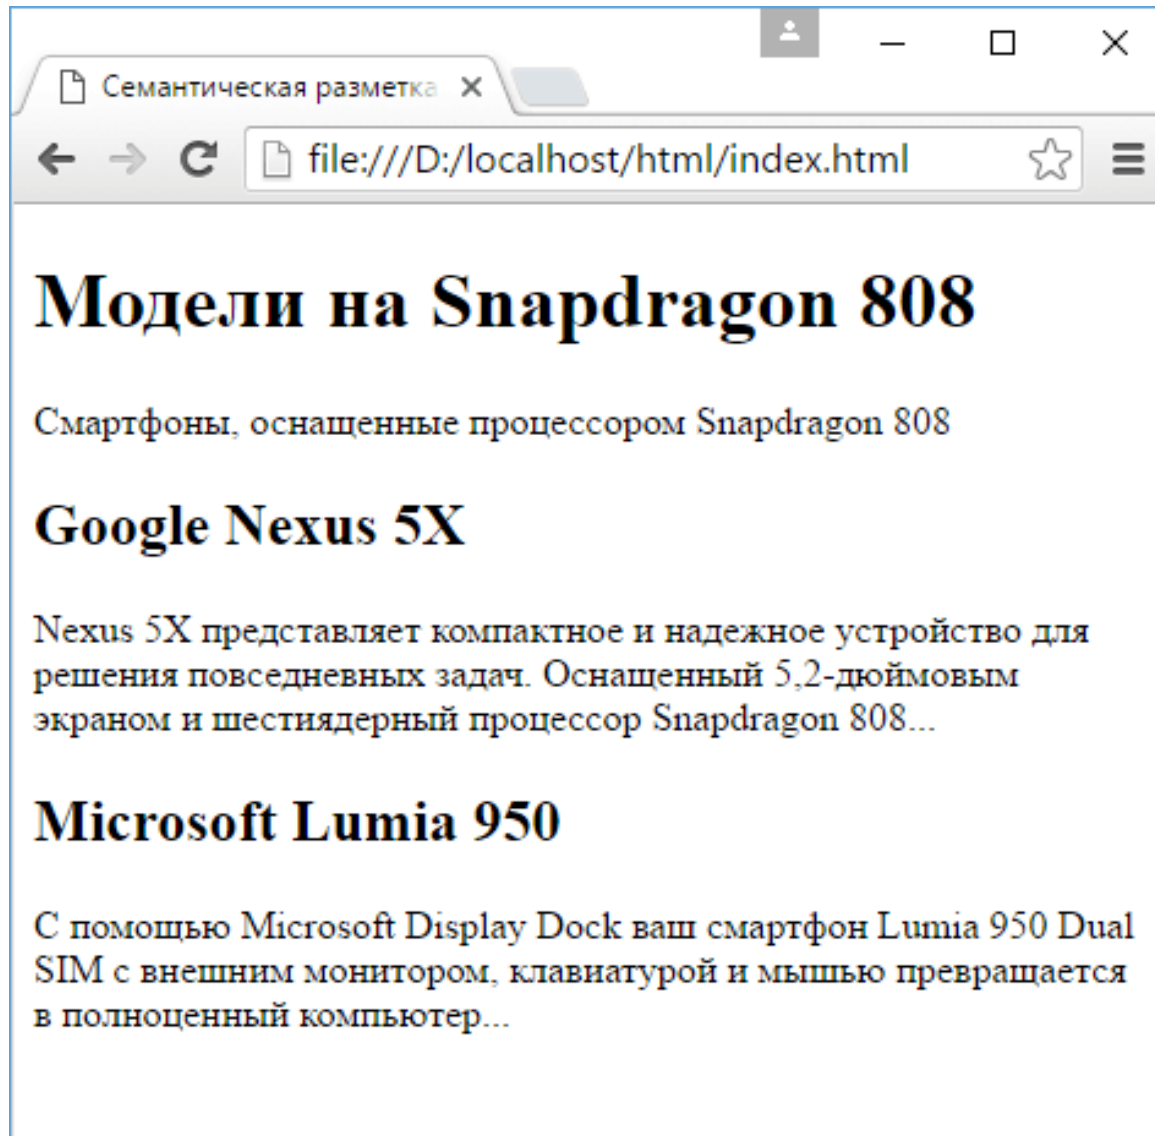 Семантическая разметка
file:///D:/localhost/html/index.html
Модели на Snapdragon 808
Смартфоны, оснащенные процессором Snapdragon 808
Google Nexus 5X
Nexus 5X представляет компактное и надежное устройство для
решения повседневных задач. Оснащенный 5,2-дюймовым
экраном и шестиядерный процессор Snapdragon 808...
Microsoft Lumia 950
С помощью Microsoft Display Dock ваш смартфон Lumia 950 Dual
SIM с внешним монитором, клавиатурой и мышью превращается
в полноценный компьютер...